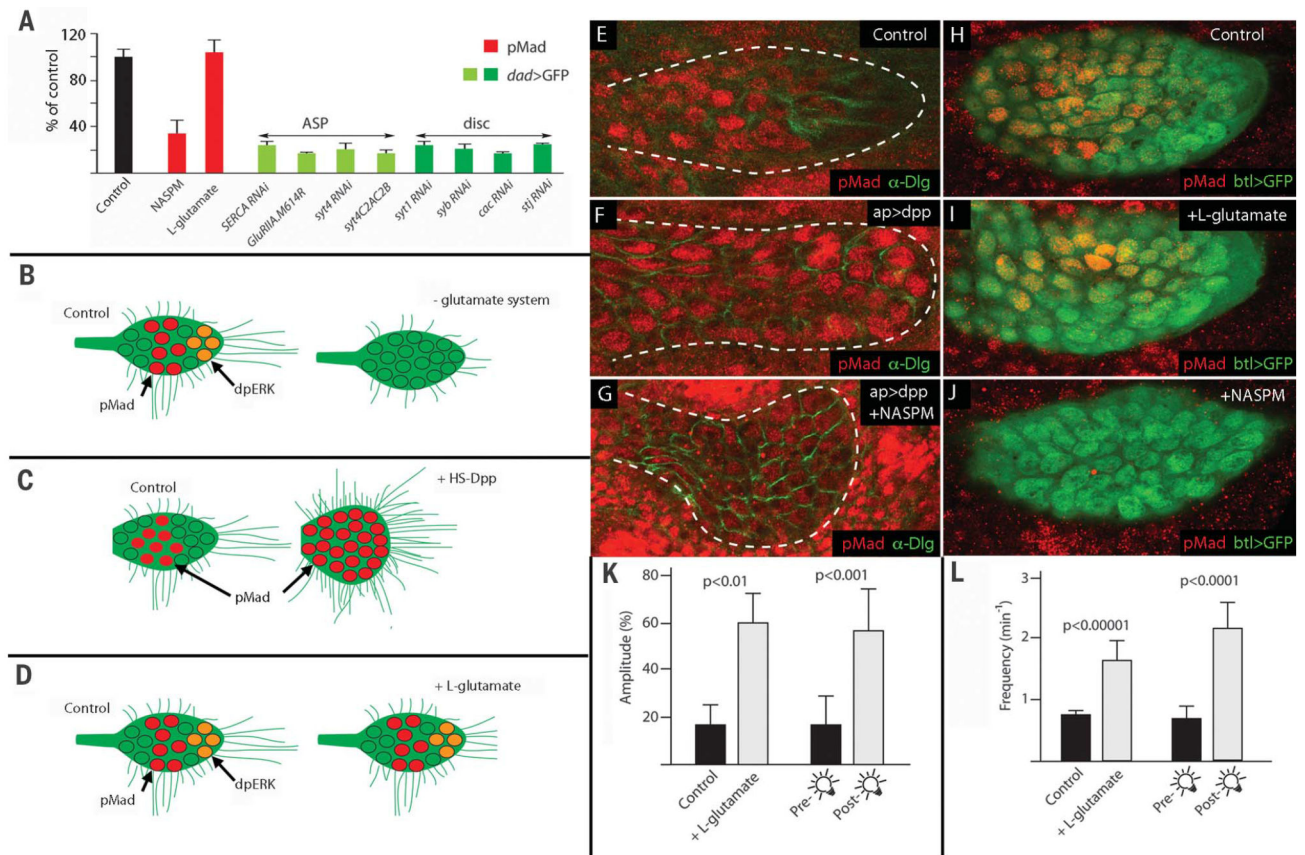 A
120
80
40
% of control
pMad
dad>GFP
ASP
disc
Control
NASPM
L-glutamate
SERCA RNAi
GluRIIA.M614R
syt4 RNAi
syt4C2AC2B
syt1 RNAi
syb RNAi
cac RNAi
stj RNAi
B
Control
- glutamate system
pMad
dpERK
C
Control
+ HS-Dpp
pMad
D
Control
+ L-glutamate
pMad
dpERK
E
Control
pMad α-Dlg
F
ap>dpp
pMad α-Dlg
G
ap>dpp
+NASPM
pMad α-Dlg
H
Control
pMad btl>GFP
I
+L-glutamate
pMad btl>GFP
J
+NASPM
pMad btl>GFP
K
80
60
40
20
Amplitude (%)
p<0.01
p<0.001
Control
+ L-glutamate
Pre-
Post-
L
3
2
1
Frequency (min-1)
p<0.00001
p<0.0001
Control
+ L-glutamate
Pre-
Post-